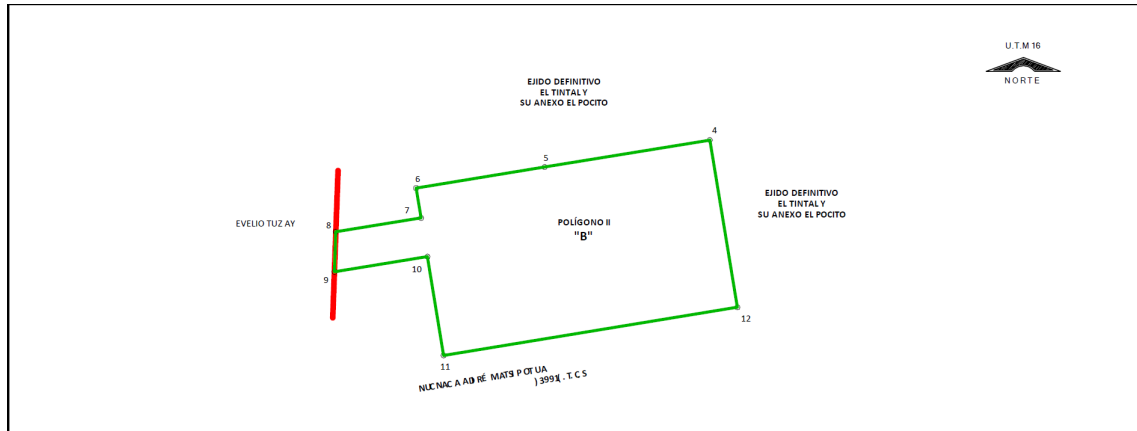 U.T.M 16
NORTE
EJIDO DEFINITIVO
EL TINTAL Y
SU ANEXO EL POCITO
4
5
6
EJIDO DEFINITIVO
EL TINTAL Y
SU ANEXO EL POCITO
7
EVELIO TUZ AY
8
POLÍGONO II
"B"
10
9
12
11